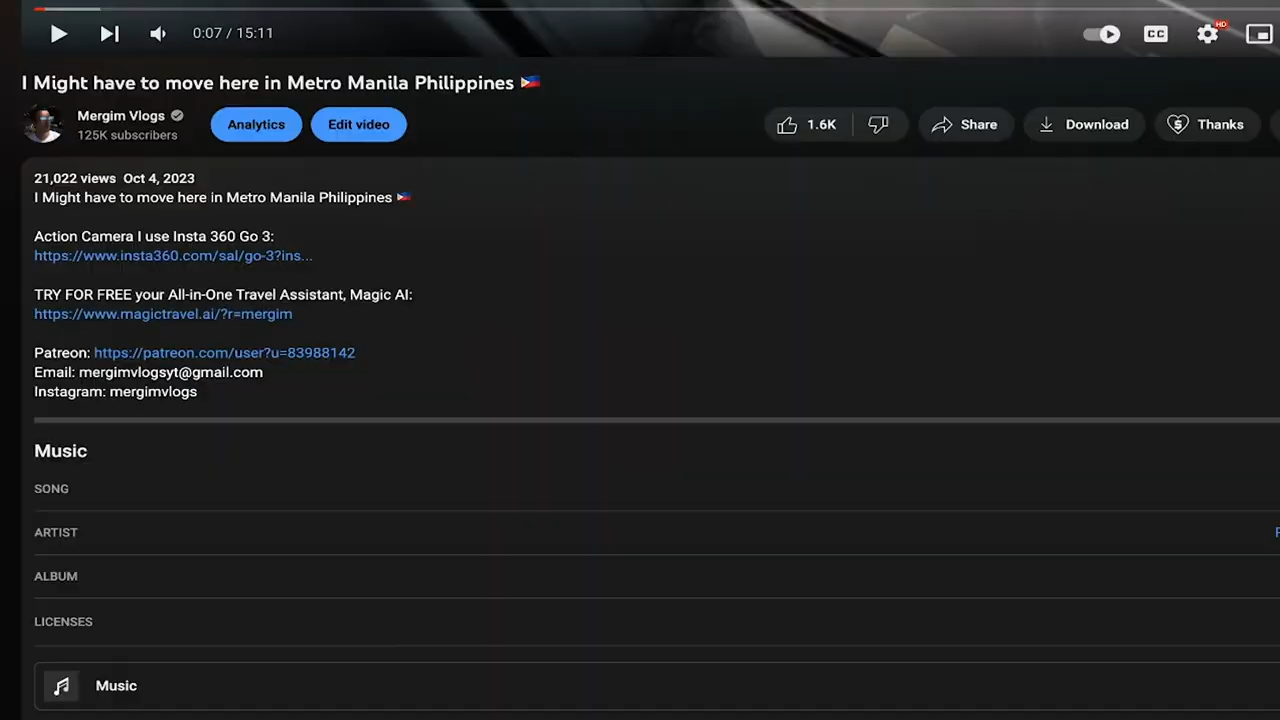 0:07 / 15:11
CC
HD
I Might have to move here in Metro Manila Philippines 🇵🇭
Mergim Vlogs
125K subscribers
Analytics
Edit video
1.6K
Share
Download
Thanks
21,022 views Oct 4, 2023
I Might have to move here in Metro Manila Philippines 🇵🇭
Action Camera I use Insta 360 Go 3:
https://www.insta360.com/sal/go-3?ins...
TRY FOR FREE your All-in-One Travel Assistant, Magic AI:
https://www.magictravel.ai/?r=mergim
Patreon: https://patreon.com/user?u=83988142
Email: mergimvlogsyt@gmail.com
Instagram: mergimvlogs
Music
SONG
ARTIST
ALBUM
LICENSES
Music